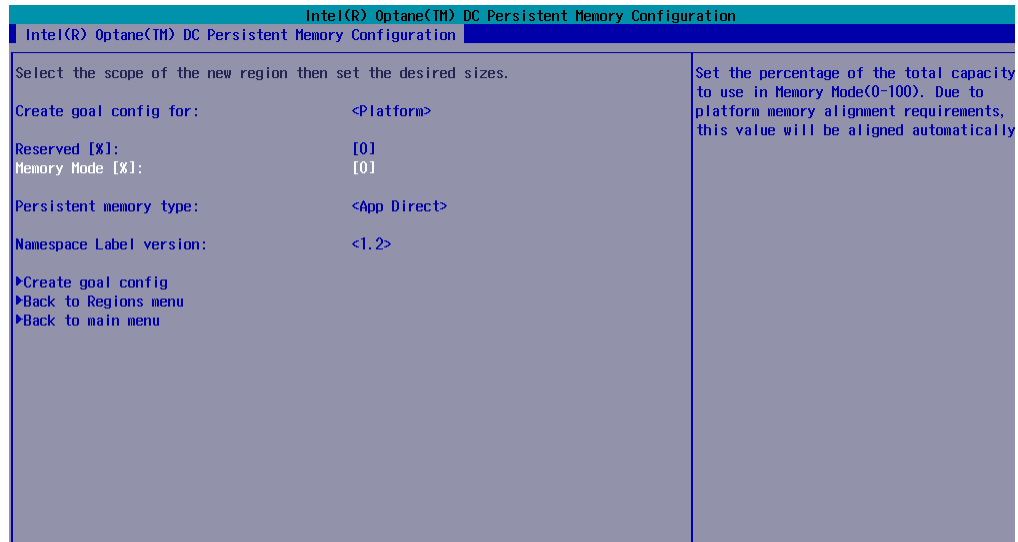 Intel(R) Optane(TM) DC Persistent Memory Configuration
Intel(R) Optane(TM) DC Persistent Memory Configuration
Select the scope of the new region then set the desired sizes.
Create goal config for: <Platform>
Reserved [%]: [0]
Memory Mode [%]: [0]
Persistent memory type: <App Direct>
Namespace Label version: <1.2>
Create goal config
Back to Regions menu
Back to main menu
Set the percentage of the total capacity
to use in Memory Mode(0-100). Due to
platform memory alignment requirements,
this value will be aligned automatically